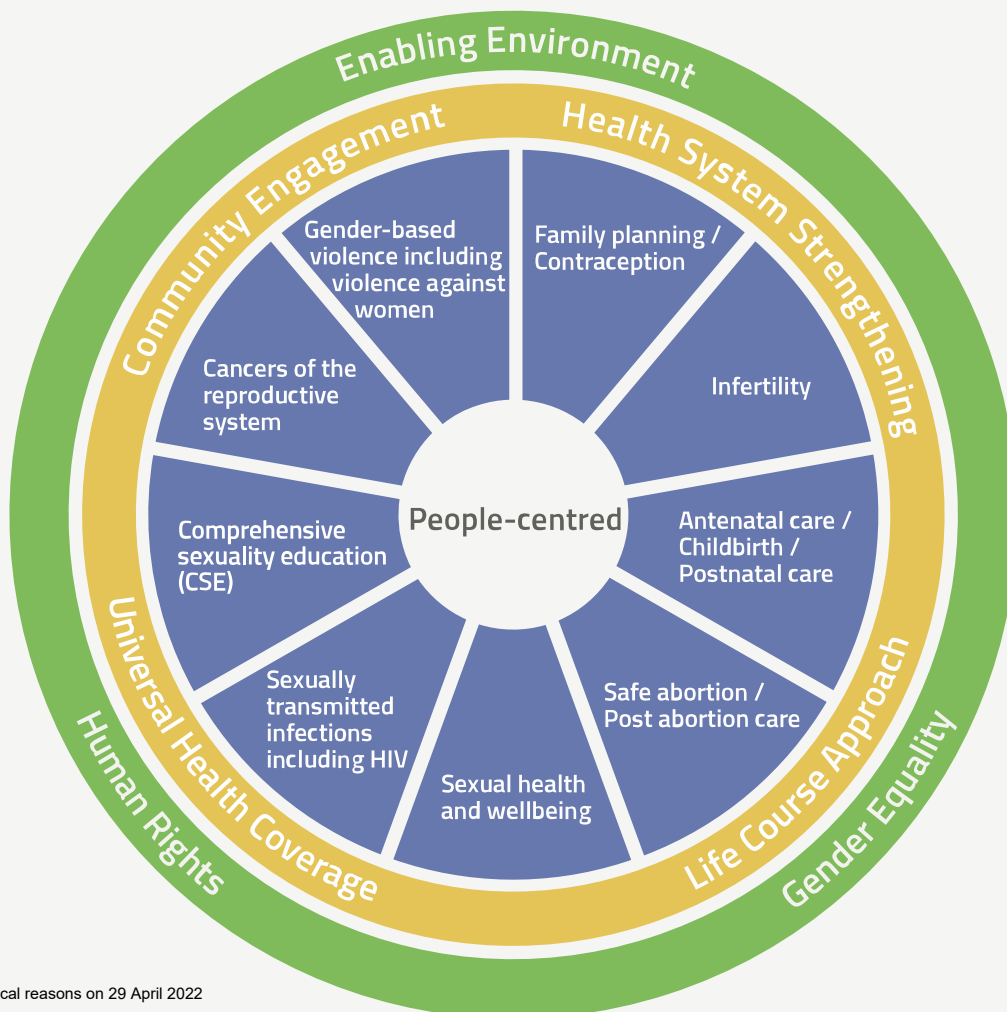 Enabling Environment
Community Engagement
Health System Strengthening
Gender-based
violence including
violence against
women
Family planning /
Contraception
Cancers of the
reproductive
system
Infertility
People-centred
Comprehensive
sexuality education
(CSE)
Antenatal care /
Childbirth /
Postnatal care
Sexually
transmitted
infections
including HIV
Safe abortion /
Post abortion care
Sexual health
and wellbeing
Universal Health Coverage
Life Course Approach
Human Rights
Gender Equality
cal reasons on 29 April 2022